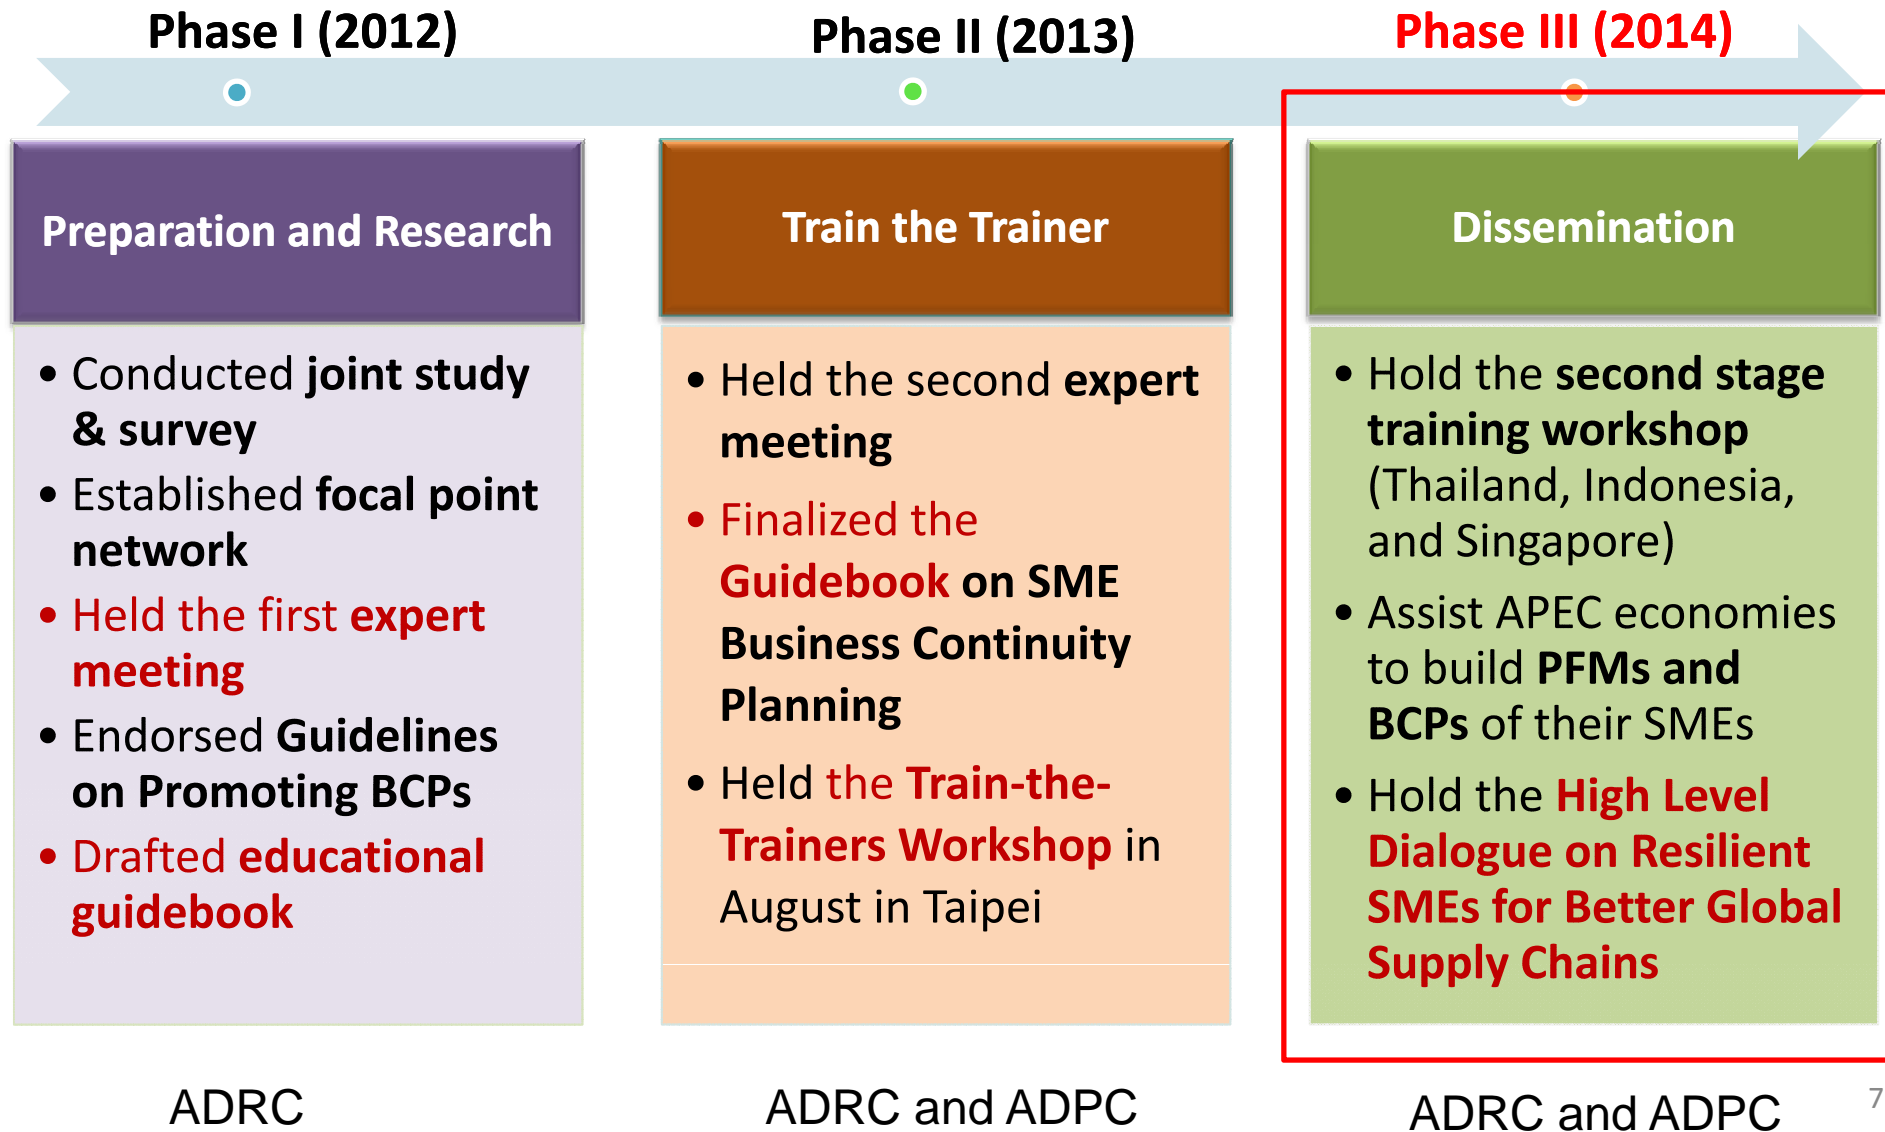 Phase I (2012)
Phase II (2013)
Phase III (2014)
Preparation and Research
• Conducted joint study
& survey
• Established focal point
network
• Held the first expert
meeting
• Endorsed Guidelines
on Promoting BCPs
• Drafted educational
guidebook
ADRC
Train the Trainer
• Held the second expert
meeting
• Finalized the
Guidebook on SME
Business Continuity
Planning
• Held the Train-the-
Trainers Workshop in
August in Taipei
ADRC and ADPC
Dissemination
• Hold the second stage
training workshop
(Thailand, Indonesia,
and Singapore)
• Assist APEC economies
to build PFMs and
BCPs of their SMEs
• Hold the High Level
Dialogue on Resilient
SMEs for Better Global
Supply Chains
ADRC and ADPC
7